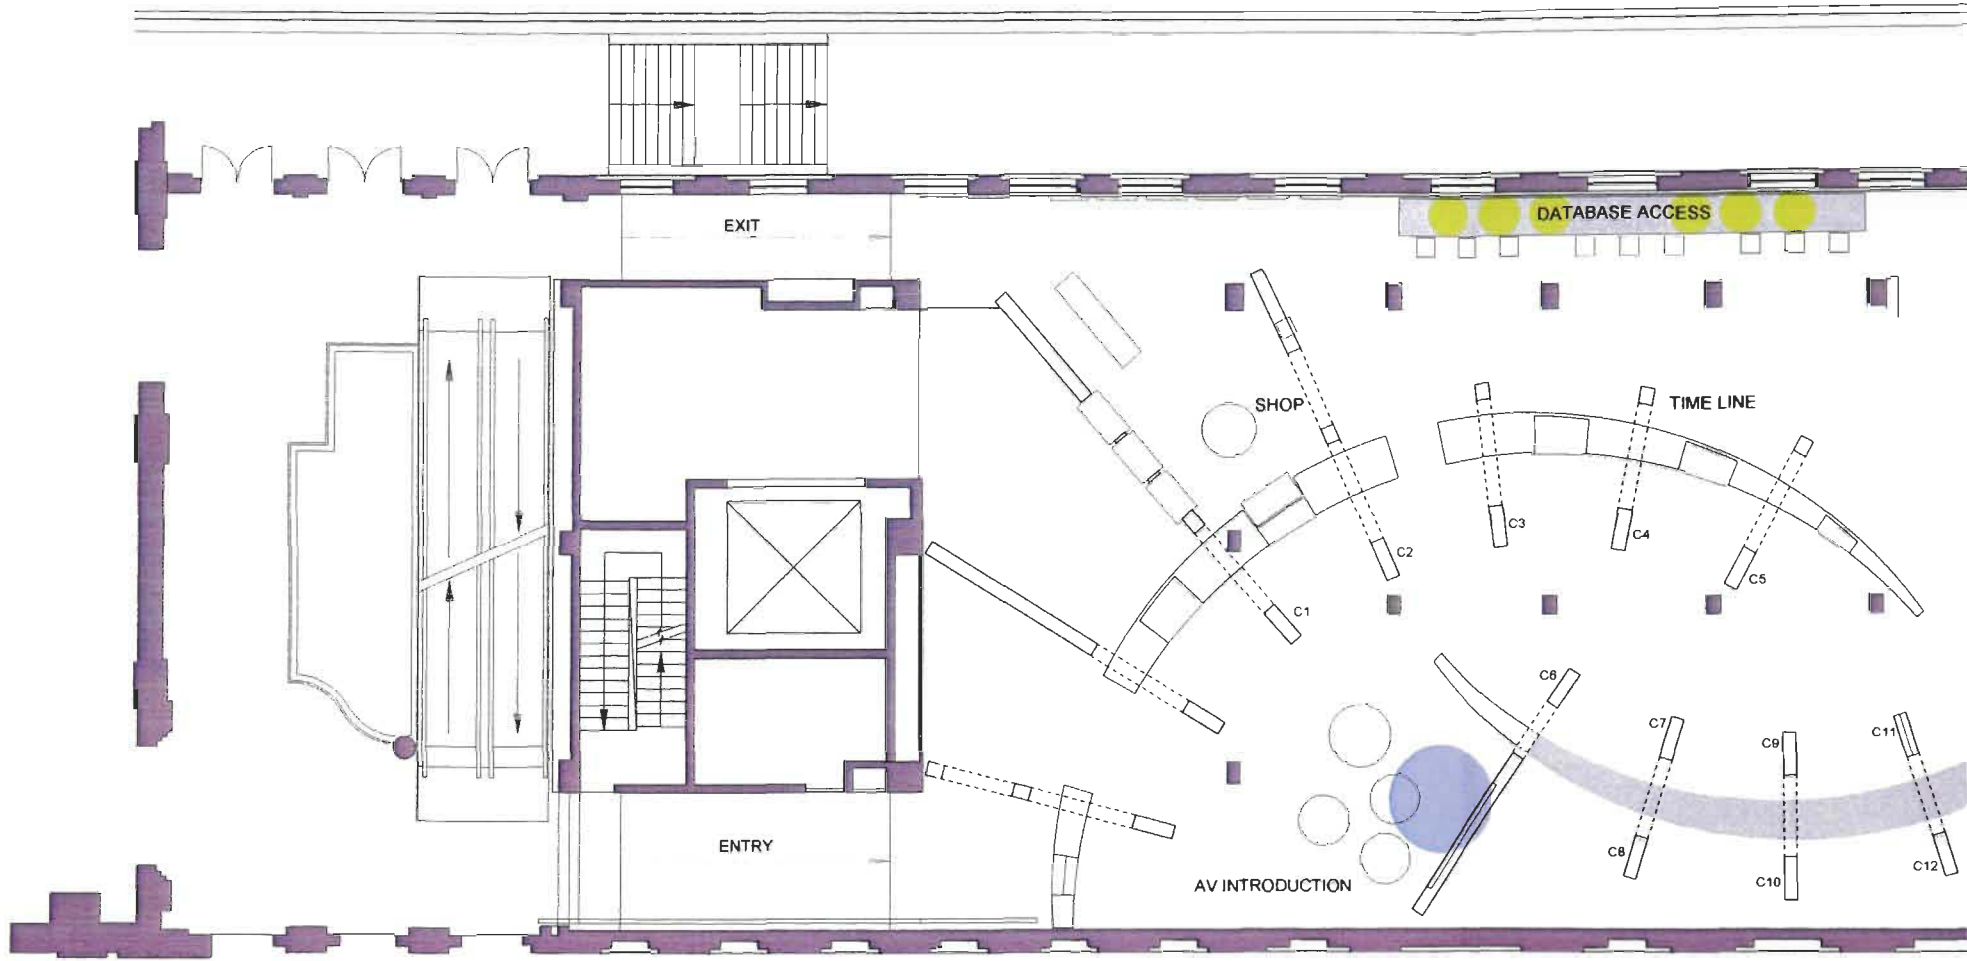 EXIT
DATABASE ACCESS
SHOP
TIME LINE
C3
C4
C2
C5
C1
C6
C7
C9
C11
ENTRY
C8
C10
C12
AV INTRODUCTION